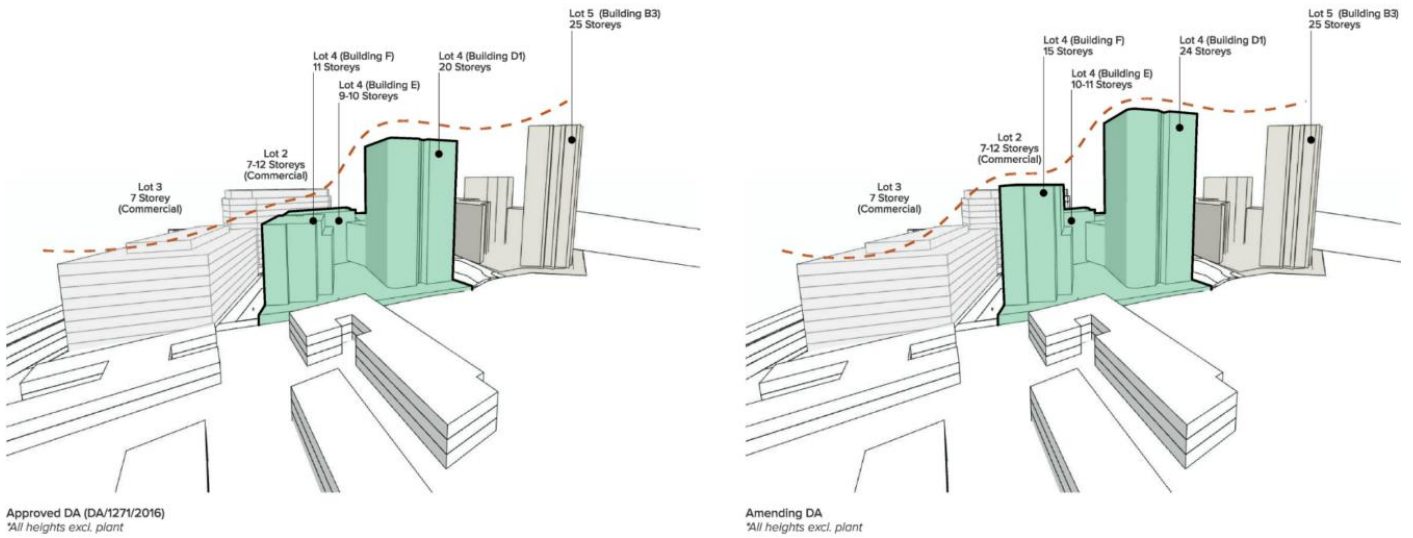 Lot 5 (Building B3)
25 Storeys
Lot 4 (Building F)
11 Storeys
Lot 4 (Building D1)
20 Storeys
Lot 4 (Building E)
9-10 Storeys
Lot 2
7-12 Storeys
(Commercial)
Lot 3
7 Storey
(Commercial)
Approved DA (DA/1271/2016)
*All heights excl. plant
Lot 5 (Building B3)
25 Storeys
Lot 4 (Building F)
15 Storeys
Lot 4 (Building D1)
24 Storeys
Lot 4 (Building E)
10-11 Storeys
Lot 2
7-12 Storeys
(Commercial)
Lot 3
7 Storey
(Commercial)
Amending DA
*All heights excl. plant